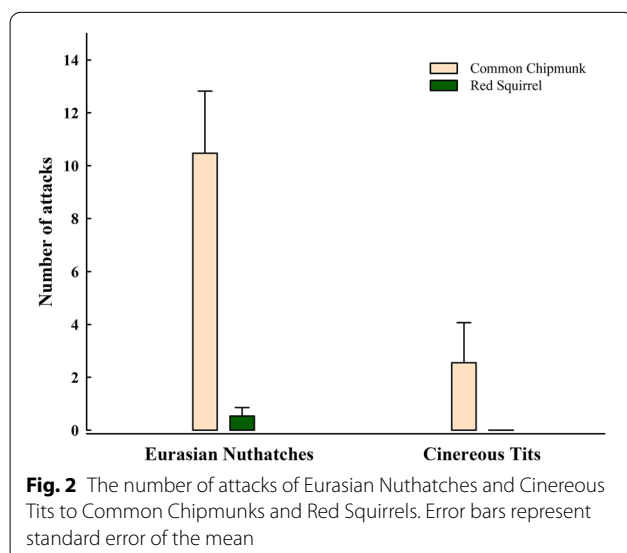 14
12
10
8
6
4
2
0
Number of attacks
Common Chipmunk
Red Squirrel
Eurasian Nuthatches Cinereous Tits
Fig. 2 The number of attacks of Eurasian Nuthatches and Cinereous
Tits to Common Chipmunks and Red Squirrels. Error bars represent
standard error of the mean